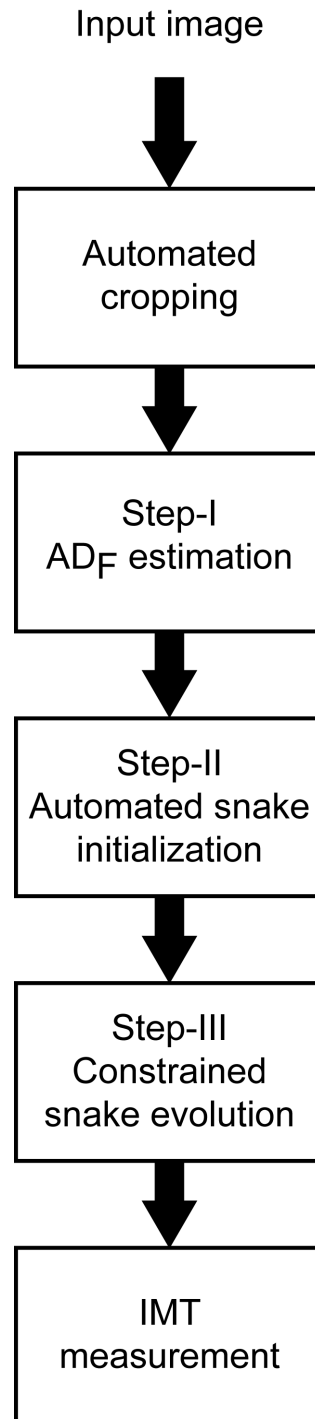 Input image
Automated
cropping
Step-I
ADF estimation
Step-II
Automated snake
initialization
Step-III
Constrained
snake evolution
IMT
measurement